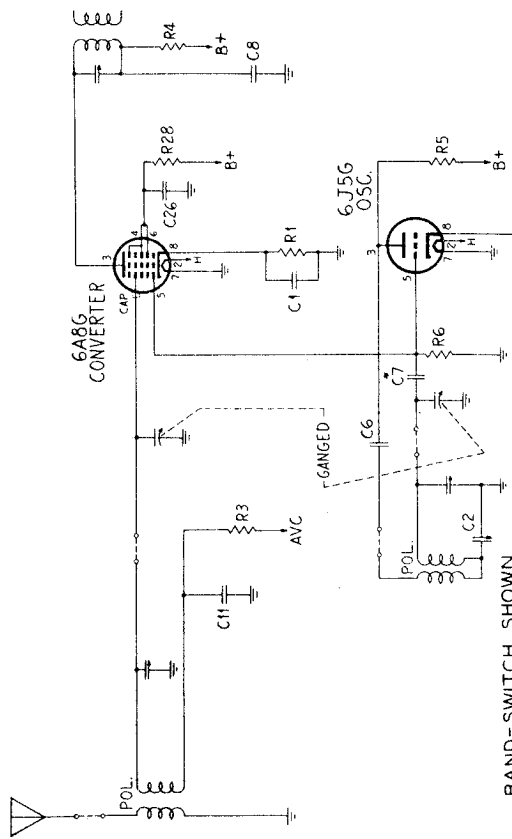 R4
B+
C8
R28
B+
C26
4
6
3
CAP
6A8G
CONVERTER
8
2
7
H
5
R1
C1
6J5G
OSC.
R5
B+
3
5
8
2
7
H
R6
*
C7
C6
GANGED
R3
AVC
C11
POL.
POL.
C2
BAND-SWITCH SHOWN